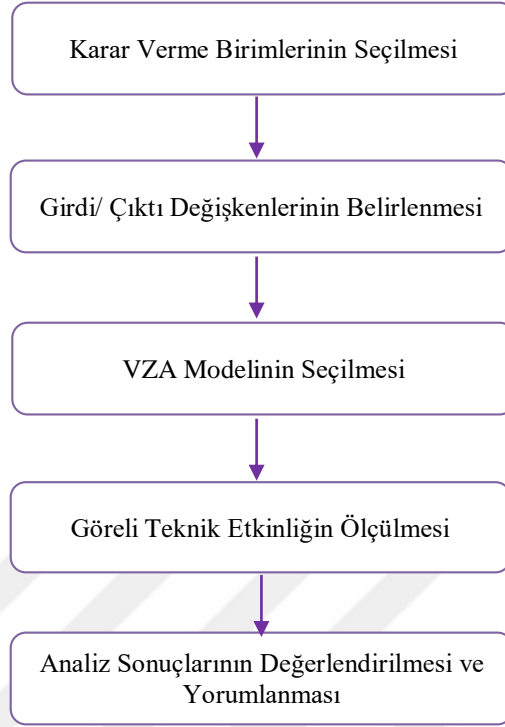 Karar Verme Birimlerinin Seçilmesi
Girdi/ Çıktı Değişkenlerinin Belirlenmesi
VZA Modelinin Seçilmesi
Göreli Teknik Etkinliğin Ölçülmesi
Analiz Sonuçlarının Değerlendirilmesi ve
Yorumlanması